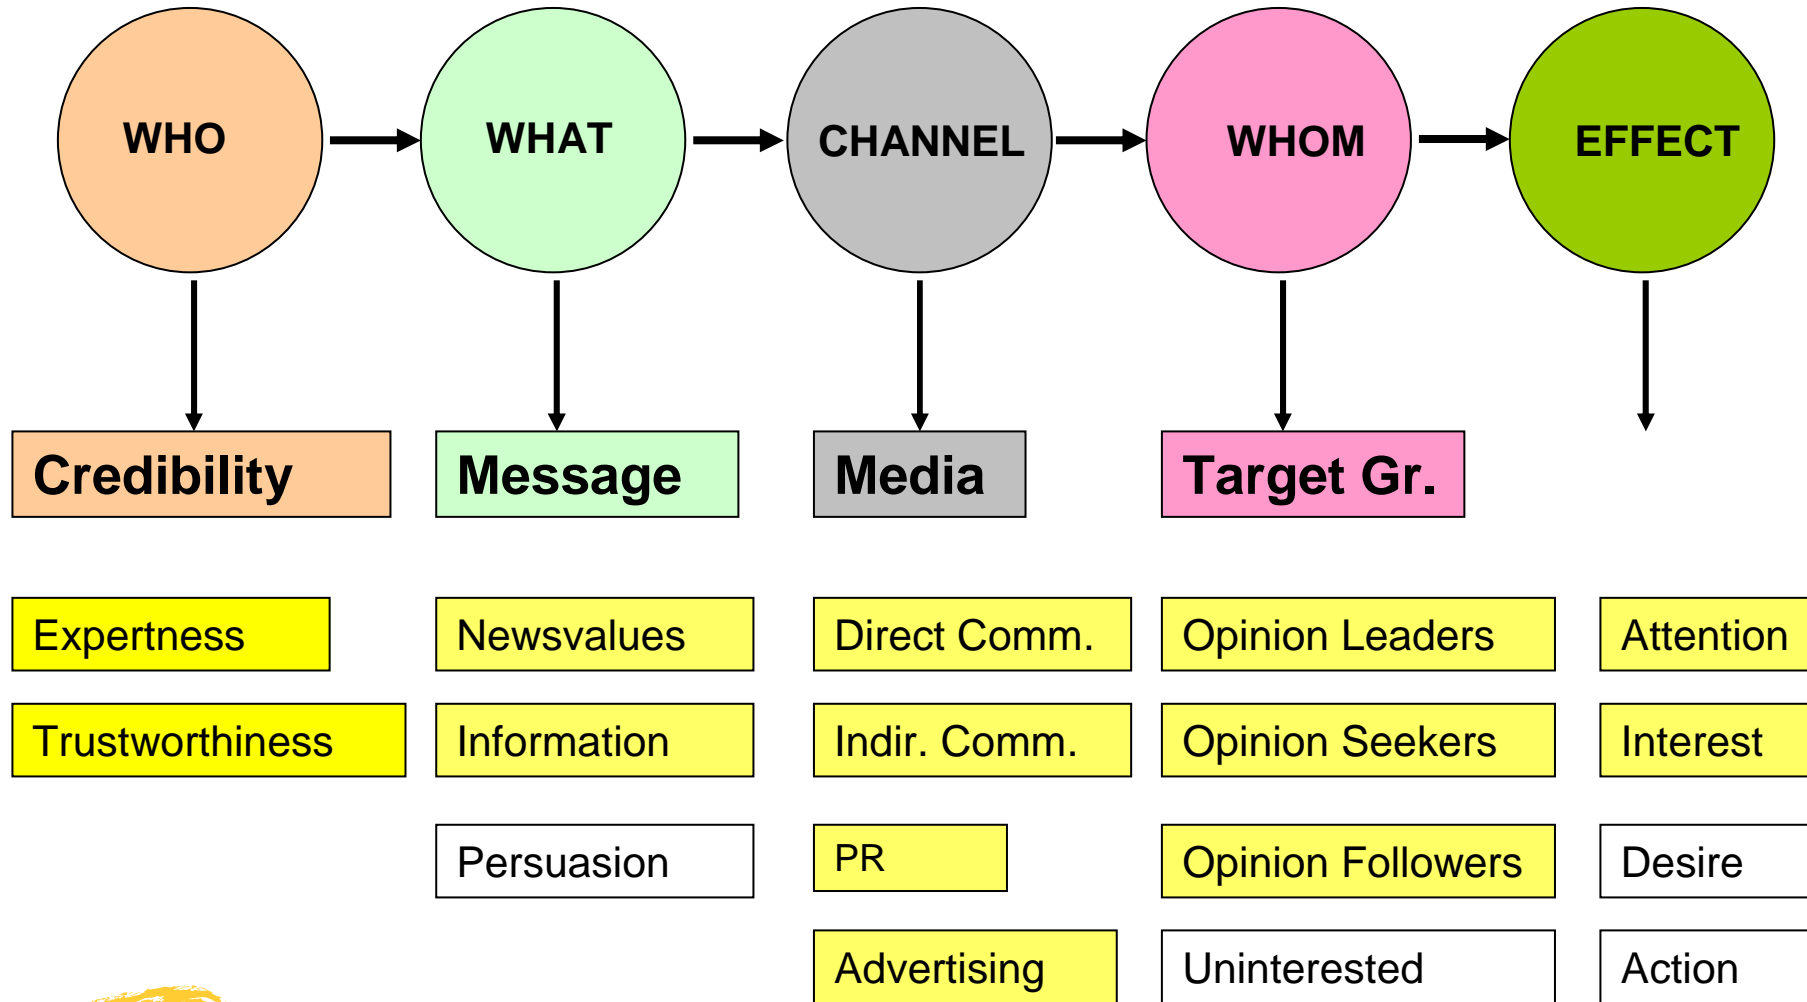 WHO
WHAT
CHANNEL
WHOM
EFFECT
Credibility
Message
Media
Target Gr.
Expertness
Newsvalues
Direct Comm.
Opinion Leaders
Attention
Trustworthiness
Information
Indir. Comm.
Opinion Seekers
Interest
Persuasion
PR
Opinion Followers
Desire
Advertising
Uninterested
Action